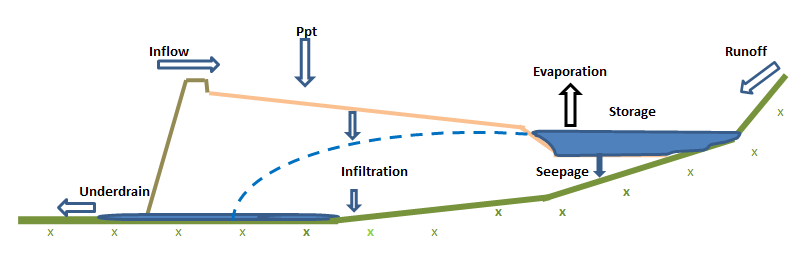 Ppt
Inflow
Runoff
Evaporation
Storage
Infiltration
Seepage
Underdrain
x
x
x
x
x
x
x
x
x
x
x
x
x